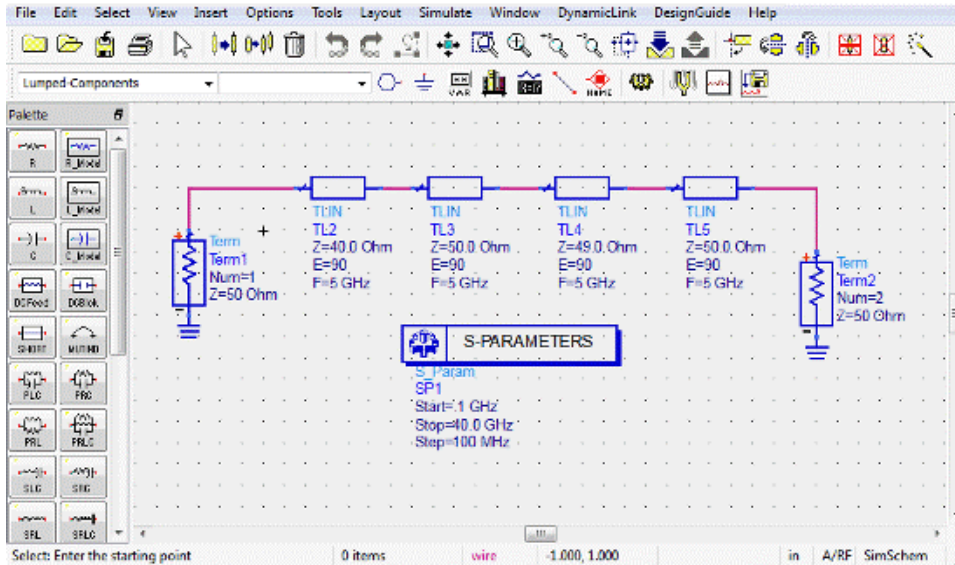 File Edit Select View Insert Options Tools Layout Simulate Window DynamicLink DesignGuide Help
VAR
NAME
Lumped-Components
Palette
R R_Model
L L_Model
C C_Model
DCFeed DCBlok
SHORT MUTIND
PLC PRC
PRL PRLC
SLC SRC
SRL SRLC
Term
Term1
Num=1
Z=50 Ohm
TLIN
TL2
Z=40.0 Ohm
E=90
F=5 GHz
TLIN
TL3
Z=50.0 Ohm
E=90
F=5 GHz
TLIN
TL4
Z=49.0 Ohm
E=90
F=5 GHz
TLIN
TL5
Z=50.0 Ohm
E=90
F=5 GHz
Term
Term2
Num=2
Z=50 Ohm
S-PARAMETERS
S_Param
SP1
Start=.1 GHz
Stop=40.0 GHz
Step=100 MHz
Select: Enter the starting point 0 items wire -1.000, 1.000 in A/RF SimSchem